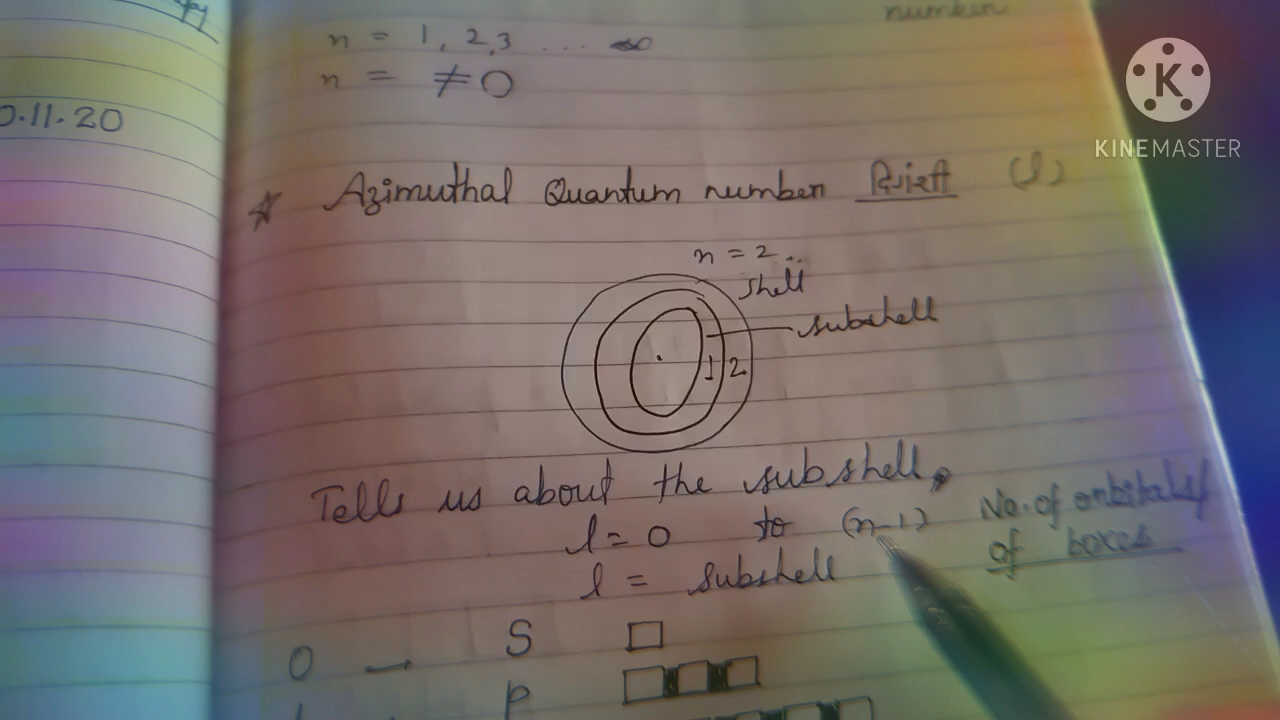 number
n = 1, 2, 3 ... ∞
n = ≠ 0
K
KINEMASTER
0.11.20
☆ Azimuthal Quantum number (l)
n = 2..
shell
subshell
1 2
Tells us about the subshell.
l = 0 to (n-1) No. of orbitals/
of boxes
l = subshell
0 — S
p